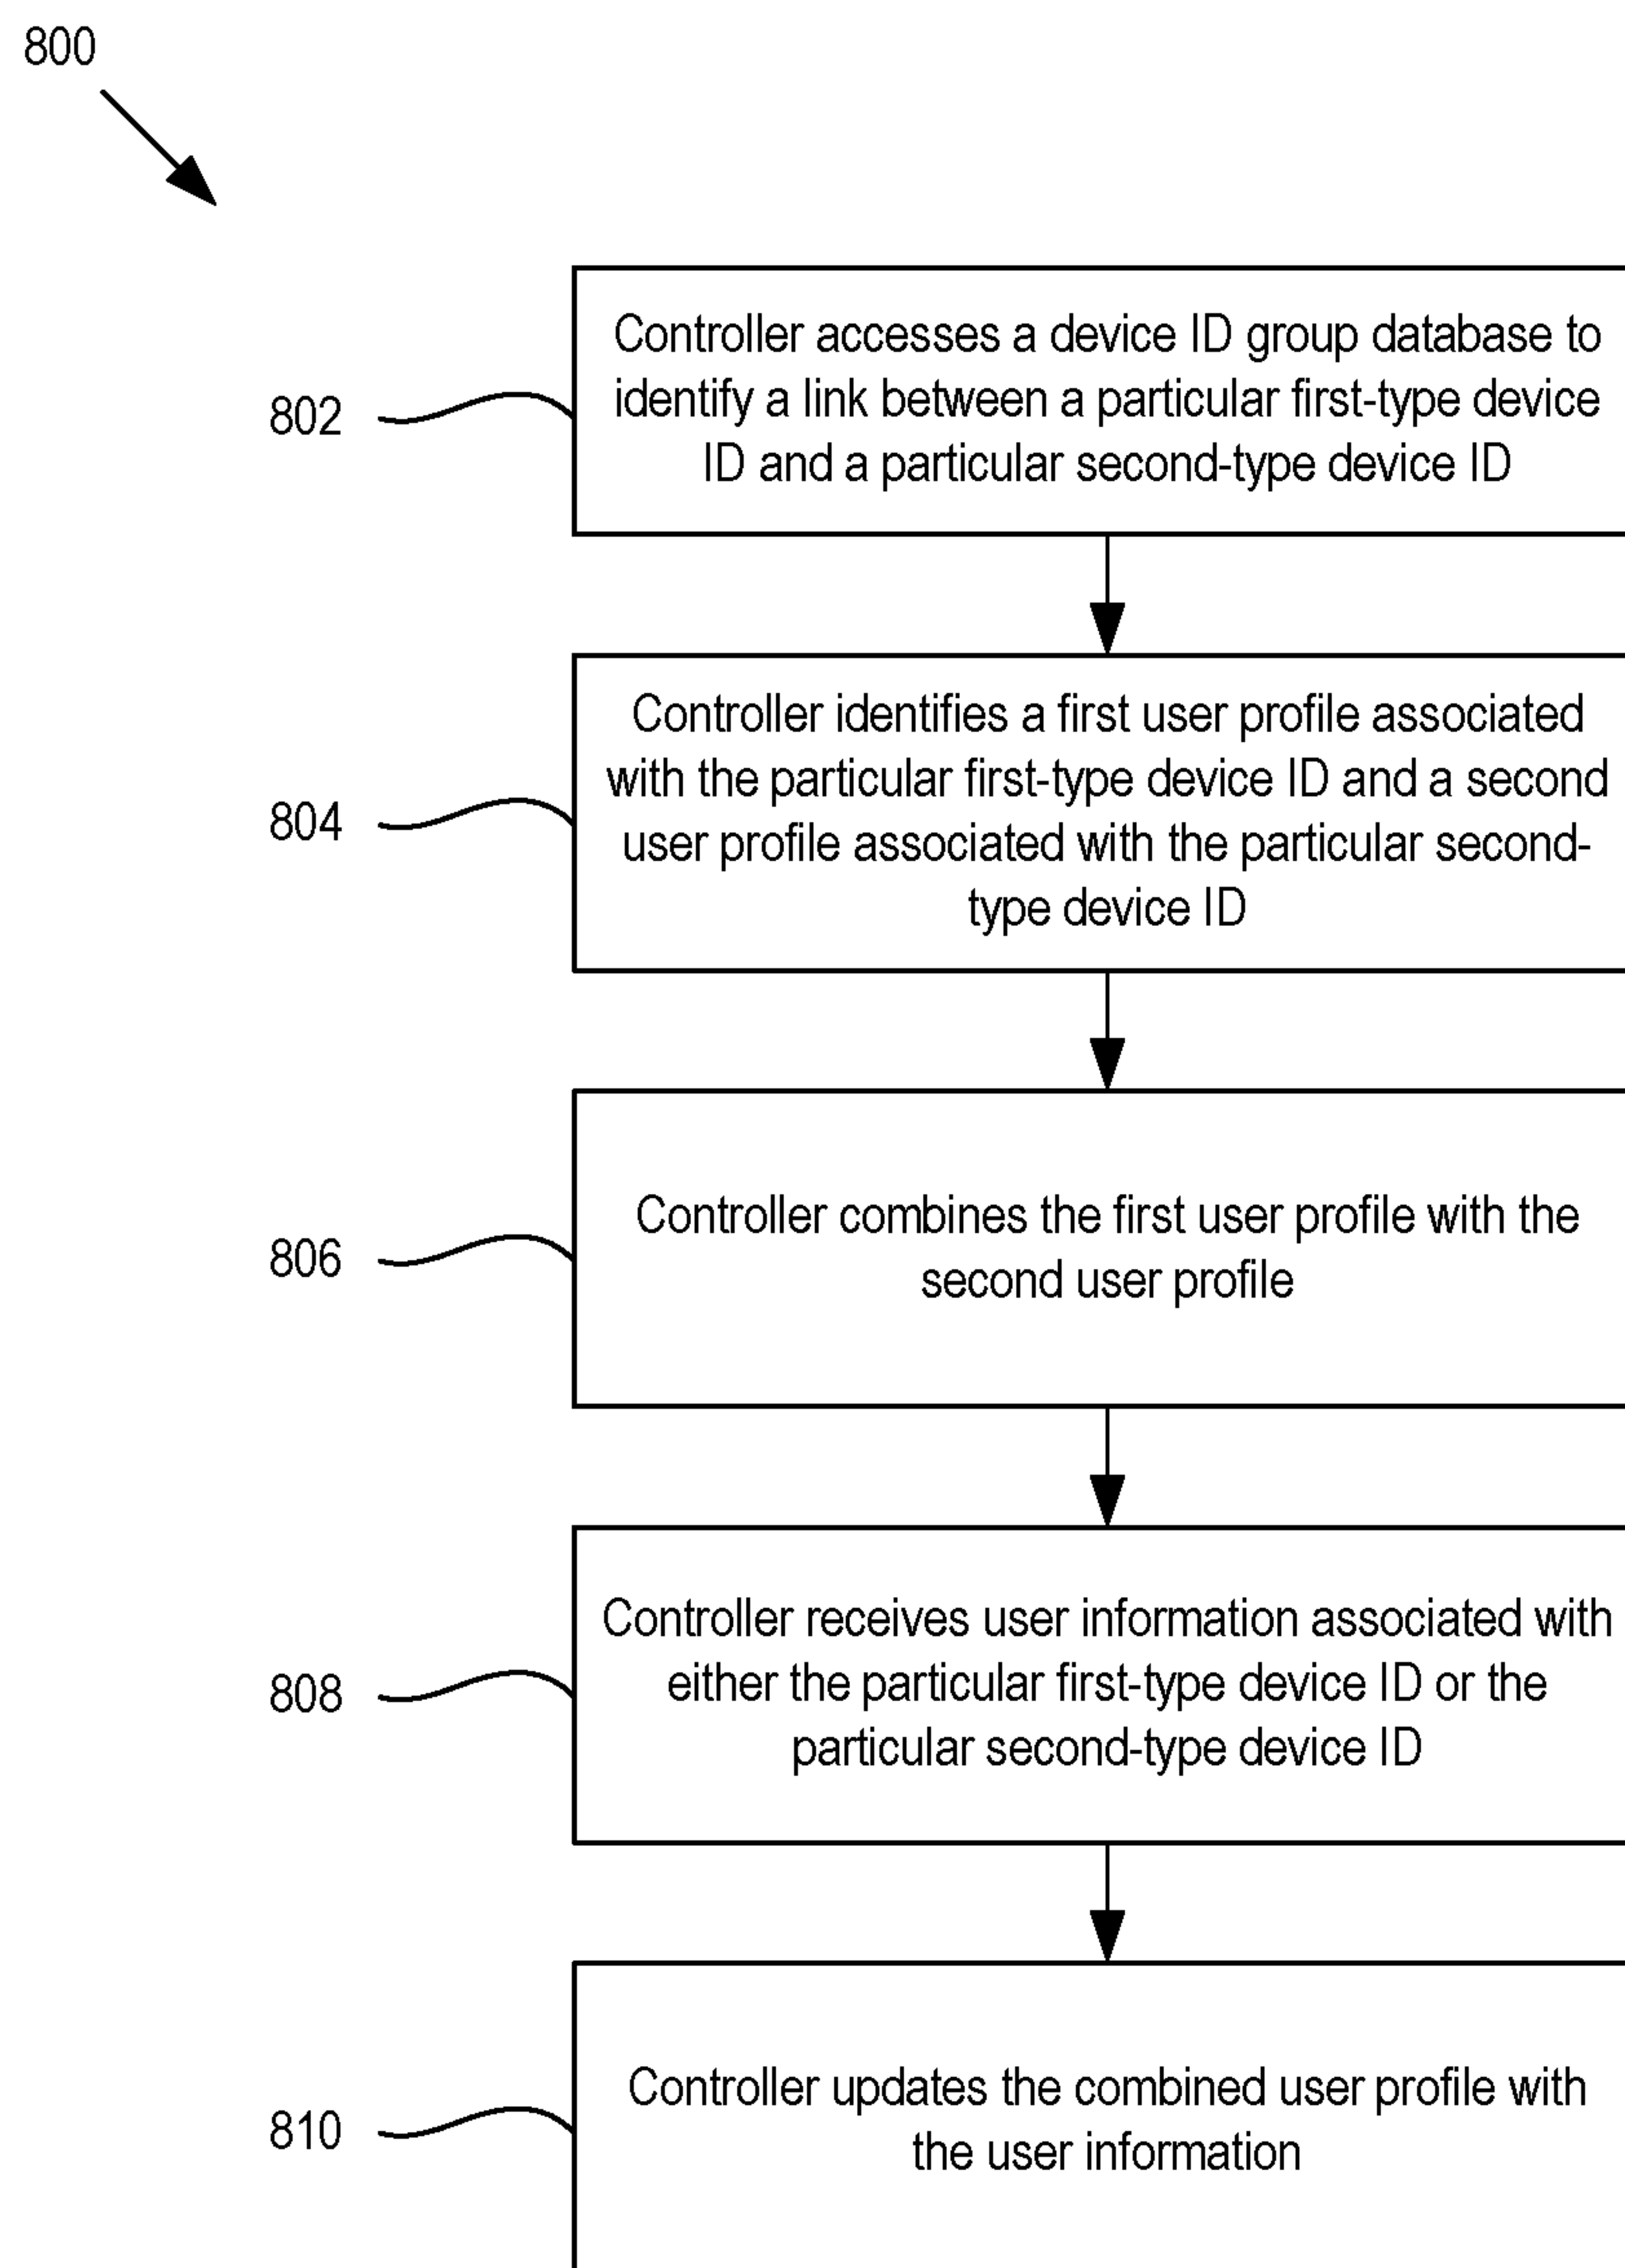 800
802
Controller accesses a device ID group database to
identify a link between a particular first-type device
ID and a particular second-type device ID
804
Controller identifies a first user profile associated
with the particular first-type device ID and a second
user profile associated with the particular second-
type device ID
806
Controller combines the first user profile with the
second user profile
808
Controller receives user information associated with
either the particular first-type device ID or the
particular second-type device ID
810
Controller updates the combined user profile with
the user information